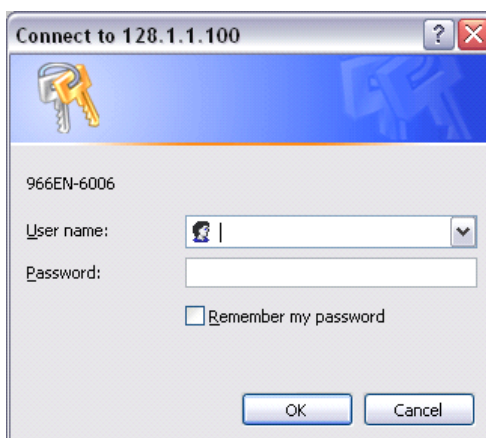 Connect to 128.1.1.100
966EN-6006
User name:
Password:
Remember my password
OK Cancel